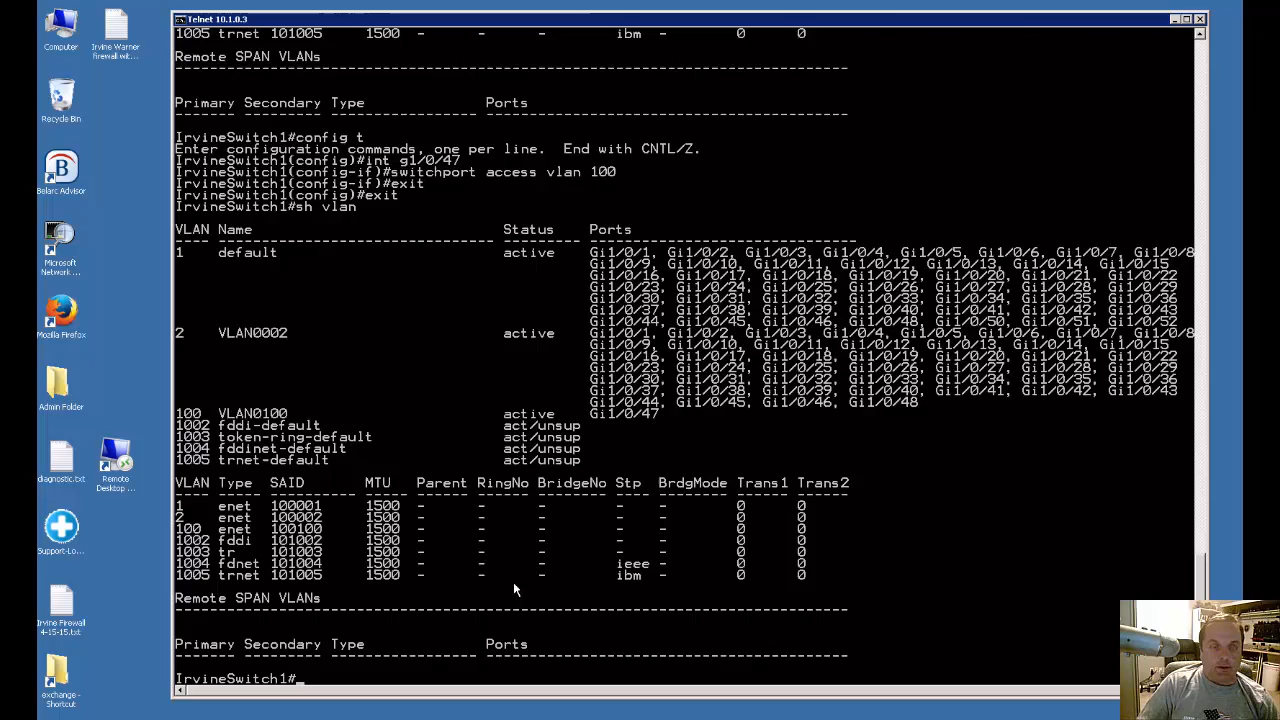 Computer
Irvine Warner
firewall wit...
Recycle Bin
Belarc Advisor
Microsoft
Network ...
Mozilla Firefox
Admin Folder
diagnostic.txt
Remote
Desktop ...
Support-Lo...
Irvine Firewall
4-15-15.txt
exchange -
Shortcut
Telnet 10.1.0.3
1005 trnet 101005 1500 - - - ibm - 0 0
Remote SPAN VLANs
------------------------------------------------------------------------------
Primary Secondary Type Ports
------- --------- ----------------- ------------------------------------------
IrvineSwitch1#config t
Enter configuration commands, one per line. End with CNTL/Z.
IrvineSwitch1(config)#int g1/0/47
IrvineSwitch1(config-if)#switchport access vlan 100
IrvineSwitch1(config-if)#exit
IrvineSwitch1(config)#exit
IrvineSwitch1#sh vlan
VLAN Name Status Ports
---- -------------------------------- --------- -------------------------------
1 default active Gi1/0/1, Gi1/0/2, Gi1/0/3, Gi1/0/4, Gi1/0/5, Gi1/0/6, Gi1/0/7, Gi1/0/8
Gi1/0/9, Gi1/0/10, Gi1/0/11, Gi1/0/12, Gi1/0/13, Gi1/0/14, Gi1/0/15
Gi1/0/16, Gi1/0/17, Gi1/0/18, Gi1/0/19, Gi1/0/20, Gi1/0/21, Gi1/0/22
Gi1/0/23, Gi1/0/24, Gi1/0/25, Gi1/0/26, Gi1/0/27, Gi1/0/28, Gi1/0/29
Gi1/0/30, Gi1/0/31, Gi1/0/32, Gi1/0/33, Gi1/0/34, Gi1/0/35, Gi1/0/36
Gi1/0/37, Gi1/0/38, Gi1/0/39, Gi1/0/40, Gi1/0/41, Gi1/0/42, Gi1/0/43
Gi1/0/44, Gi1/0/45, Gi1/0/46, Gi1/0/48, Gi1/0/50, Gi1/0/51, Gi1/0/52
2 VLAN0002 active Gi1/0/1, Gi1/0/2, Gi1/0/3, Gi1/0/4, Gi1/0/5, Gi1/0/6, Gi1/0/7, Gi1/0/8
Gi1/0/9, Gi1/0/10, Gi1/0/11, Gi1/0/12, Gi1/0/13, Gi1/0/14, Gi1/0/15
Gi1/0/16, Gi1/0/17, Gi1/0/18, Gi1/0/19, Gi1/0/20, Gi1/0/21, Gi1/0/22
Gi1/0/23, Gi1/0/24, Gi1/0/25, Gi1/0/26, Gi1/0/27, Gi1/0/28, Gi1/0/29
Gi1/0/30, Gi1/0/31, Gi1/0/32, Gi1/0/33, Gi1/0/34, Gi1/0/35, Gi1/0/36
Gi1/0/37, Gi1/0/38, Gi1/0/39, Gi1/0/40, Gi1/0/41, Gi1/0/42, Gi1/0/43
Gi1/0/44, Gi1/0/45, Gi1/0/46, Gi1/0/48
100 VLAN0100 active Gi1/0/47
1002 fddi-default act/unsup
1003 token-ring-default act/unsup
1004 fddinet-default act/unsup
1005 trnet-default act/unsup
VLAN Type SAID MTU Parent RingNo BridgeNo Stp BrdgMode Trans1 Trans2
---- ----- ---------- ----- ------ ------ -------- ---- -------- ------ ------
1 enet 100001 1500 - - - - - 0 0
2 enet 100002 1500 - - - - - 0 0
100 enet 100100 1500 - - - - - 0 0
1002 fddi 101002 1500 - - - - - 0 0
1003 tr 101003 1500 - - - - - 0 0
1004 fdnet 101004 1500 - - - ieee - 0 0
1005 trnet 101005 1500 - - - ibm - 0 0
Remote SPAN VLANs
------------------------------------------------------------------------------
Primary Secondary Type Ports
------- --------- ----------------- ------------------------------------------
IrvineSwitch1#_